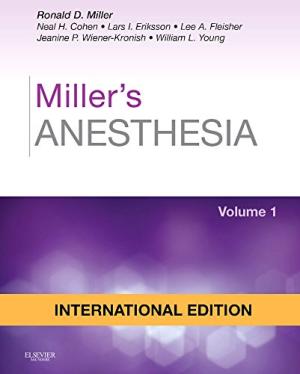 Ronald D. Miller
Neal H. Cohen • Lars I. Eriksson • Lee A. Fleisher
Jeanine P. Wiener-Kronish • William L. Young
Miller's
ANESTHESIA
Volume 1
INTERNATIONAL EDITION
ELSEVIER
SAUNDERS